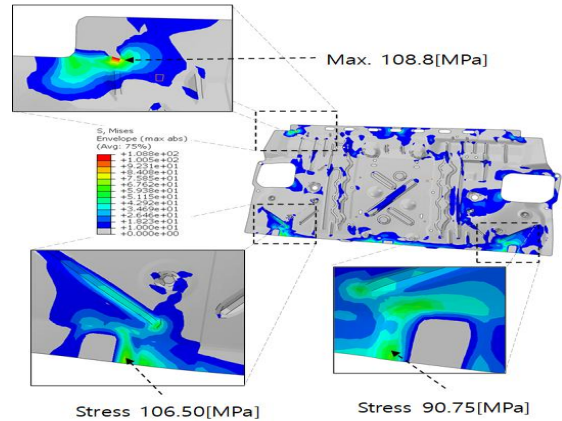 Max. 108.8[MPa]
S, Mises
Envelope (max abs)
(Avg: 75%)
+1.088e+02
+1.005e+02
+9.231e+01
+8.408e+01
+7.585e+01
+6.762e+01
+5.938e+01
+5.115e+01
+4.292e+01
+3.469e+01
+2.646e+01
+1.823e+01
+1.000e+01
+0.000e+00
Stress 106.50[MPa]
Stress 90.75[MPa]